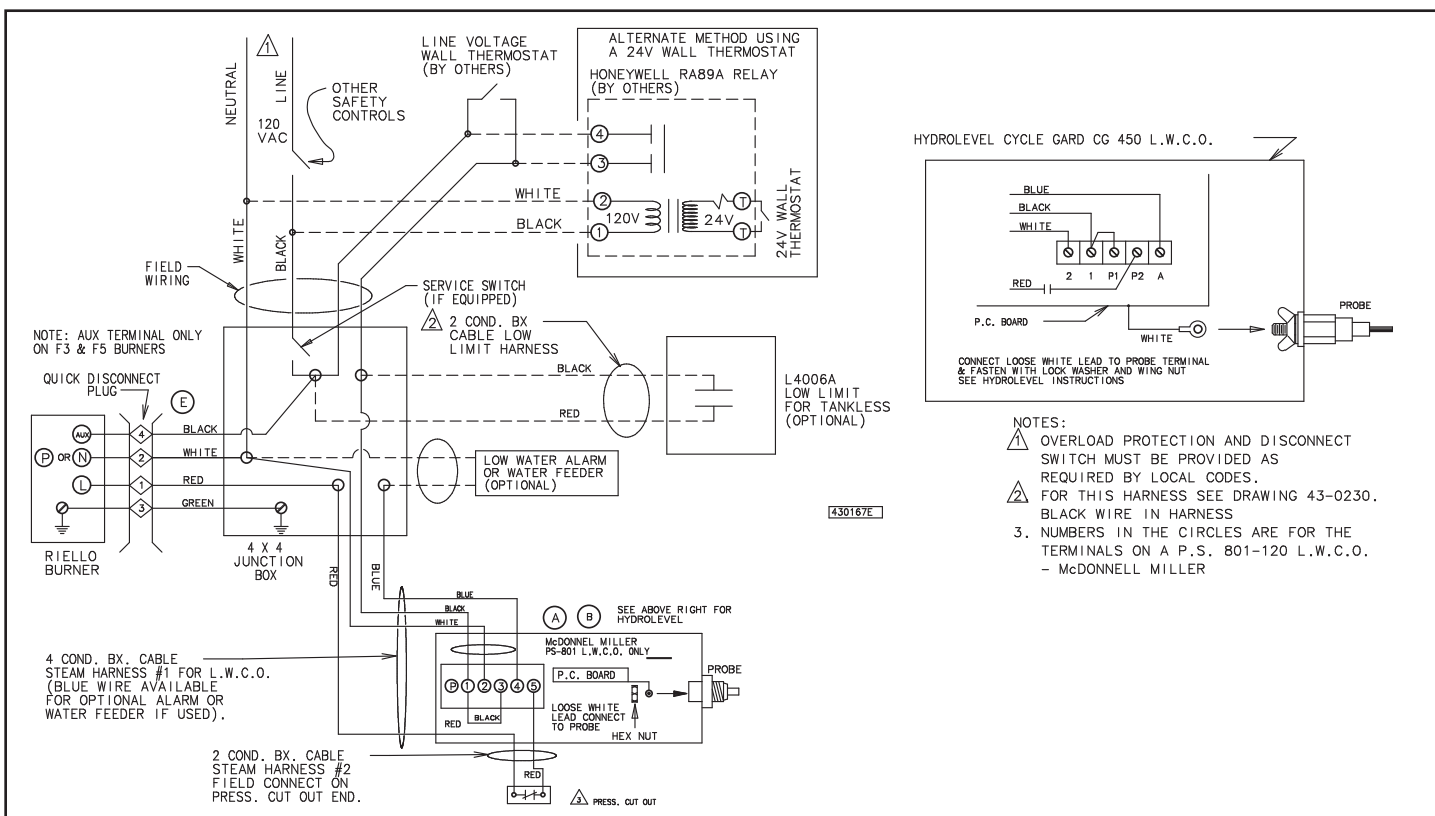 1
NEUTRAL
LINE
120
VAC
OTHER
SAFETY
CONTROLS
LINE VOLTAGE
WALL THERMOSTAT
(BY OTHERS)
ALTERNATE METHOD USING
A 24V WALL THERMOSTAT
HONEYWELL RA89A RELAY
(BY OTHERS)
4
3
2
1
120V
24V
T
T
24V WALL
THERMOSTAT
WHITE
BLACK
WHITE
BLACK
FIELD
WIRING
SERVICE SWITCH
(IF EQUIPPED)
2
2 COND. BX
CABLE LOW
LIMIT HARNESS
BLACK
RED
L4006A
LOW LIMIT
FOR TANKLESS
(OPTIONAL)
NOTE: AUX TERMINAL ONLY
ON F3 & F5 BURNERS
QUICK DISCONNECT
PLUG
E
AUX
4
BLACK
P OR N
2
WHITE
L
1
RED
3
GREEN
RIELLO
BURNER
4 X 4
JUNCTION
BOX
LOW WATER ALARM
OR WATER FEEDER
(OPTIONAL)
RED
BLUE
BLUE
BLACK
WHITE
A
B
SEE ABOVE RIGHT FOR
HYDROLEVEL
McDONNEL MILLER
PS-801 L.W.C.O. ONLY
P 1 2 3 4 5
P.C. BOARD
PROBE
LOOSE WHITE
LEAD CONNECT
TO PROBE
HEX NUT
RED
BLACK
4 COND. BX. CABLE
STEAM HARNESS #1 FOR L.W.C.O.
(BLUE WIRE AVAILABLE
FOR OPTIONAL ALARM OR
WATER FEEDER IF USED).
2 COND. BX. CABLE
STEAM HARNESS #2
FIELD CONNECT ON
PRESS. CUT OUT END.
RED
3 PRESS. CUT OUT
430167E
HYDROLEVEL CYCLE GARD CG 450 L.W.C.O.
BLUE
BLACK
WHITE
2 1 P1 P2 A
RED
P.C. BOARD
WHITE
PROBE
CONNECT LOOSE WHITE LEAD TO PROBE TERMINAL
& FASTEN WITH LOCK WASHER AND WING NUT
SEE HYDROLEVEL INSTRUCTIONS
NOTES:
1 OVERLOAD PROTECTION AND DISCONNECT
SWITCH MUST BE PROVIDED AS
REQUIRED BY LOCAL CODES.
2 FOR THIS HARNESS SEE DRAWING 43-0230.
BLACK WIRE IN HARNESS
3. NUMBERS IN THE CIRCLES ARE FOR THE
TERMINALS ON A P.S. 801-120 L.W.C.O.
- McDONNELL MILLER